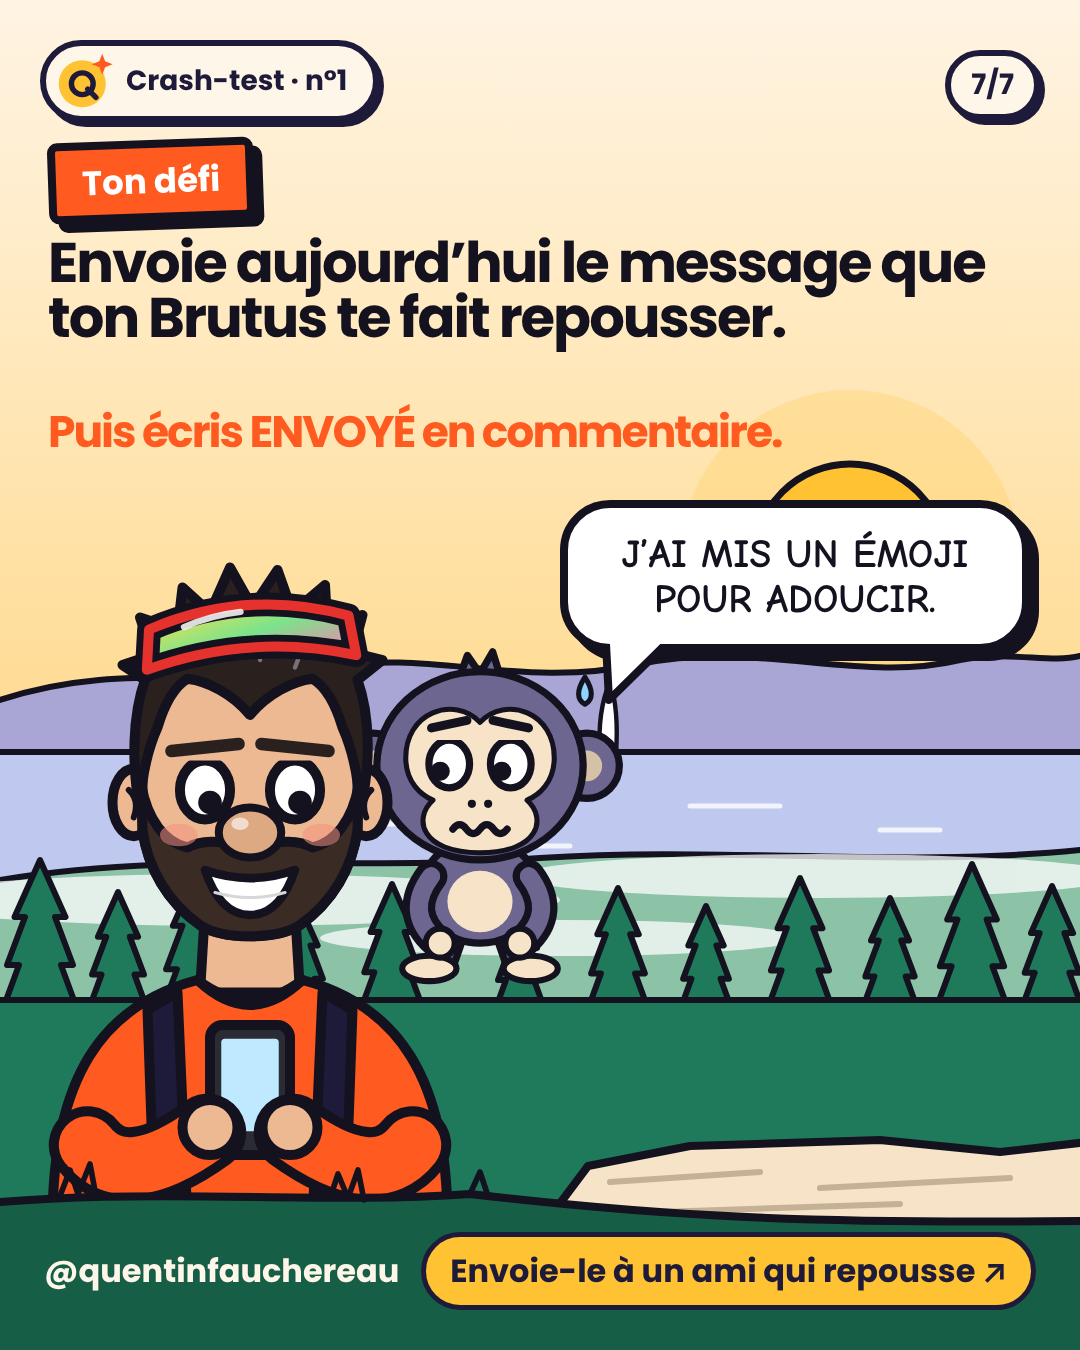 Q Crash-test · nº1
7/7
Ton défi
Envoie aujourd’hui le message que
ton Brutus te fait repousser.
Puis écris ENVOYÉ en commentaire.
J’AI MIS UN ÉMOJI
POUR ADOUCIR.
@quentinfauchereau
Envoie-le à un ami qui repousse ↗